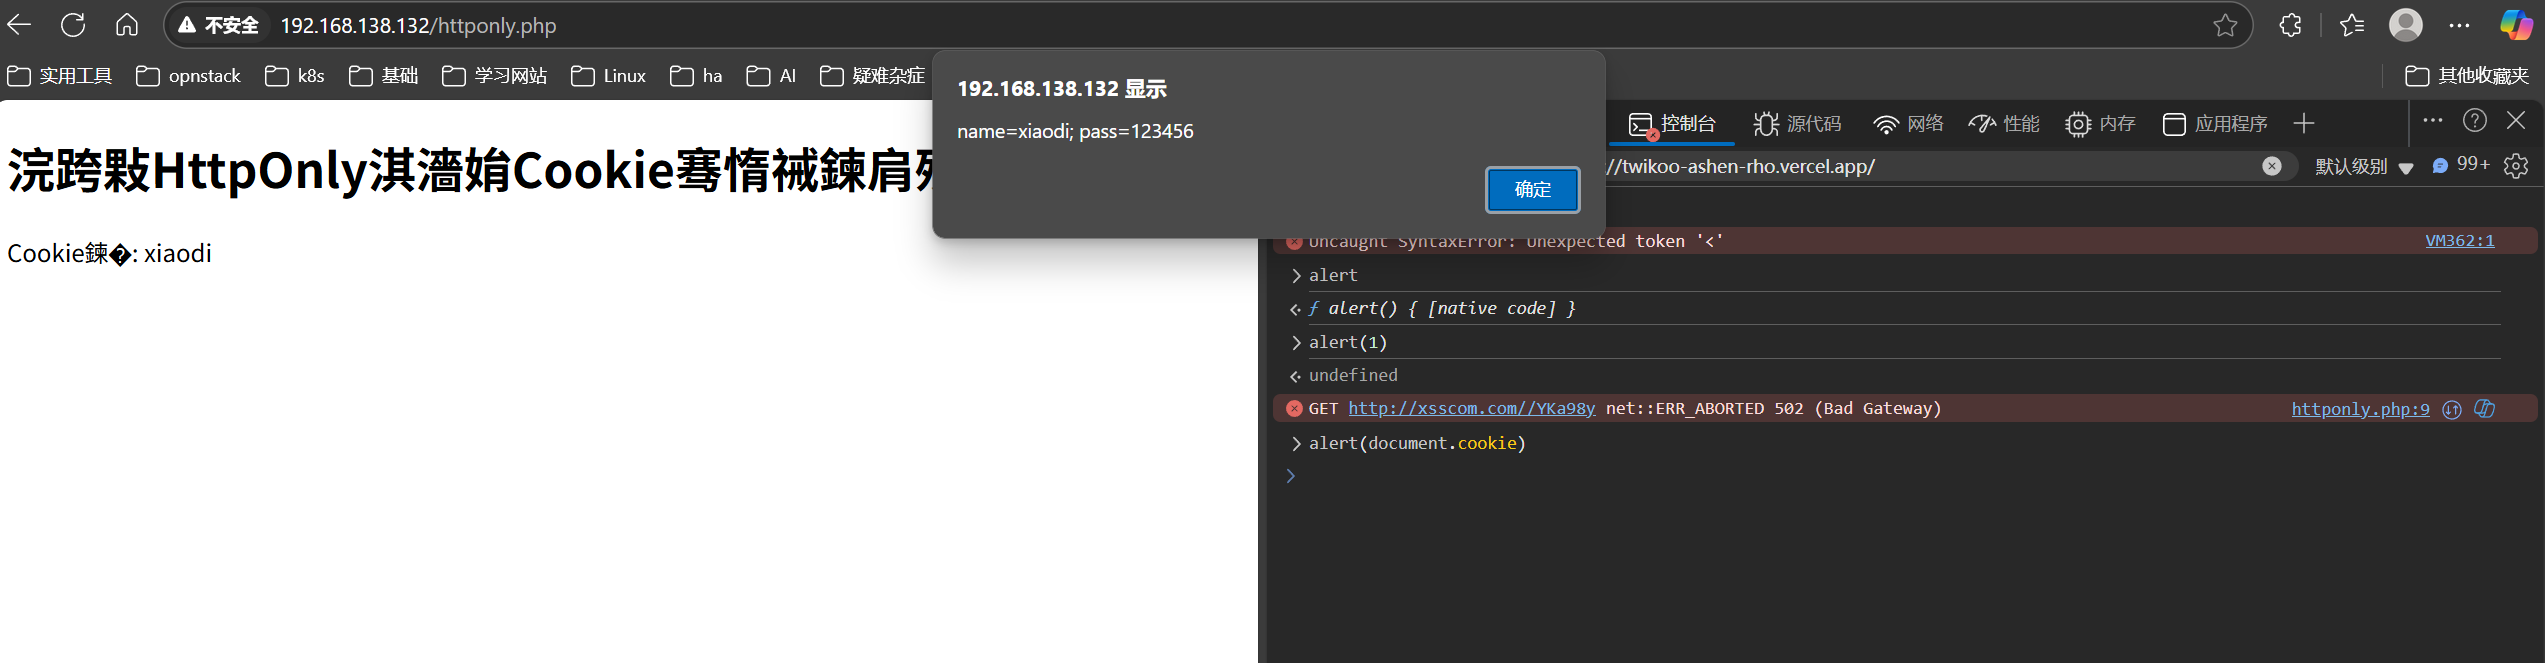 不安全 192.168.138.132/httponly.php
实用工具 opnstack k8s 基础 学习网站 Linux ha AI 疑难杂症 其他收藏夹
192.168.138.132 显示
name=xiaodi; pass=123456
确定
控制台 源代码 网络 性能 内存 应用程序
//twikoo-ashen-rho.vercel.app/ 默认级别 99+
浣跨敤HttpOnly淇濇姢Cookie骞惰祴鍊肩
Cookie鍊�: xiaodi
Uncaught SyntaxError: Unexpected token '<' VM362:1
alert
ƒ alert() { [native code] }
alert(1)
undefined
GET http://xsscom.com//YKa98y net::ERR_ABORTED 502 (Bad Gateway) httponly.php:9
alert(document.cookie)